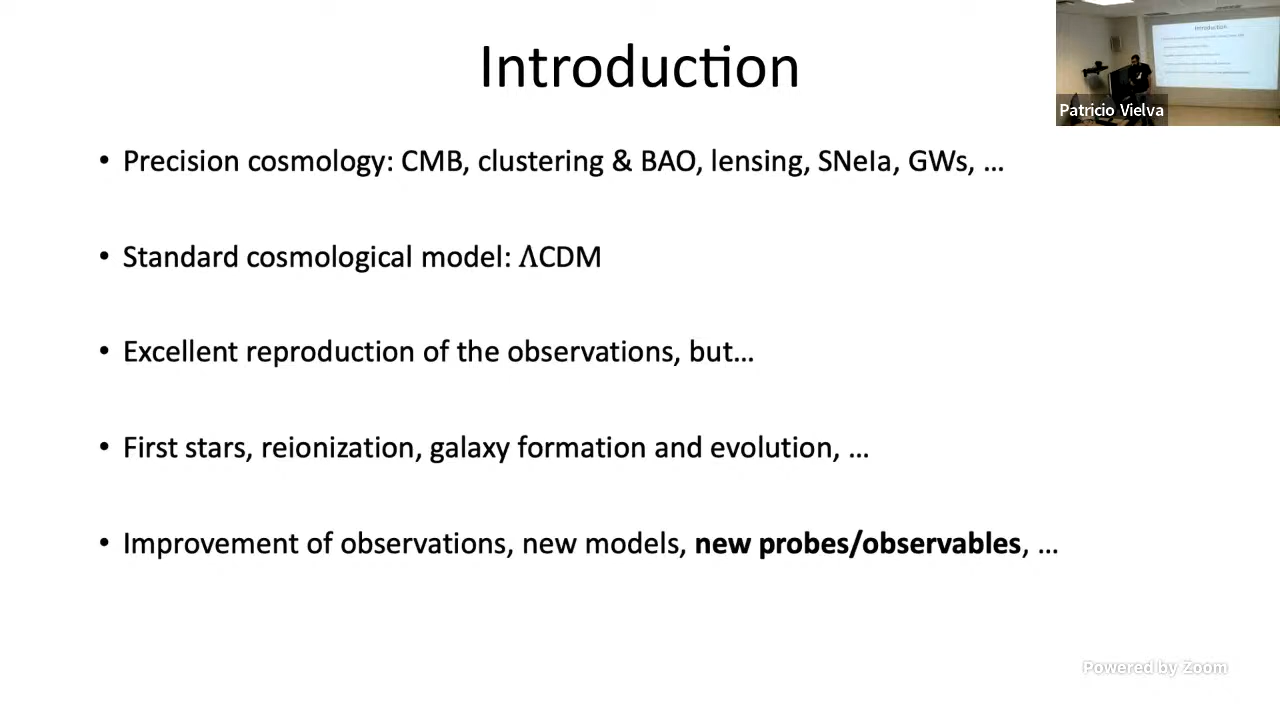 Introduction
Patricio Vielva
• Precision cosmology: CMB, clustering & BAO, lensing, SNeIa, GWs, …
• Standard cosmological model: ΛCDM
• Excellent reproduction of the observations, but…
• First stars, reionization, galaxy formation and evolution, …
• Improvement of observations, new models, new probes/observables, …
Powered by Zoom